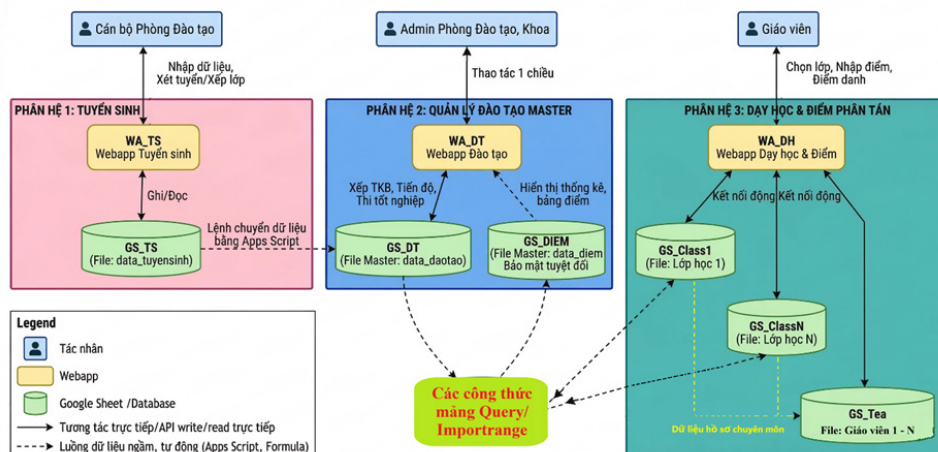 Cán bộ Phòng Đào tạo
Admin Phòng Đào tạo, Khoa
Giáo viên
Nhập dữ liệu,
Xét tuyển/Xếp lớp
Thao tác 1 chiều
Chọn lớp, Nhập điểm,
Điểm danh
PHÂN HỆ 1: TUYỂN SINH
PHÂN HỆ 2: QUẢN LÝ ĐÀO TẠO MASTER
PHÂN HỆ 3: DẠY HỌC & ĐIỂM PHÂN TÁN
WA_TS
Webapp Tuyển sinh
WA_DT
Webapp Đào tạo
WA_DH
Webapp Dạy học & Điểm
Ghi/Đọc
Xếp TKB, Tiến độ,
Thi tốt nghiệp
Hiển thị thống kê,
bảng điểm
Kết nối động
Kết nối động
Lệnh chuyển dữ liệu
bằng Apps Script
GS_TS
(File: data_tuyensinh)
GS_DT
(File Master: data_daotao)
GS_DIEM
(File Master: data_diem
Bảo mật tuyệt đối
GS_Class1
(File: Lớp học 1)
GS_ClassN
(File: Lớp học N)
GS_Tea
File: Giáo viên 1 - N
Dữ liệu hồ sơ chuyên môn
Các công thức
mảng Query/
Importrange
Legend
Tác nhân
Webapp
Google Sheet /Database
Tương tác trực tiếp/API write/read trực tiếp
Luồng dữ liệu ngầm, tự động (Apps Script, Formula)